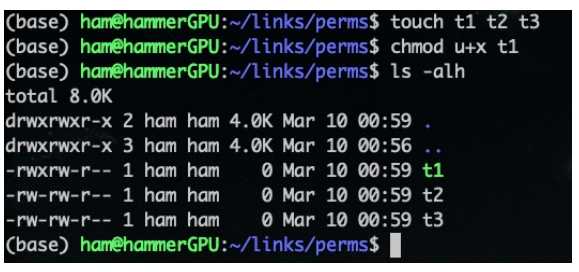 (base) ham@hammerGPU:~/links/perms$ touch t1 t2 t3
(base) ham@hammerGPU:~/links/perms$ chmod u+x t1
(base) ham@hammerGPU:~/links/perms$ ls -alh
total 8.0K
drwxrwxr-x 2 ham ham 4.0K Mar 10 00:59 .
drwxrwxr-x 3 ham ham 4.0K Mar 10 00:56 ..
-rwxrw-r-- 1 ham ham    0 Mar 10 00:59 t1
-rw-rw-r-- 1 ham ham    0 Mar 10 00:59 t2
-rw-rw-r-- 1 ham ham    0 Mar 10 00:59 t3
(base) ham@hammerGPU:~/links/perms$